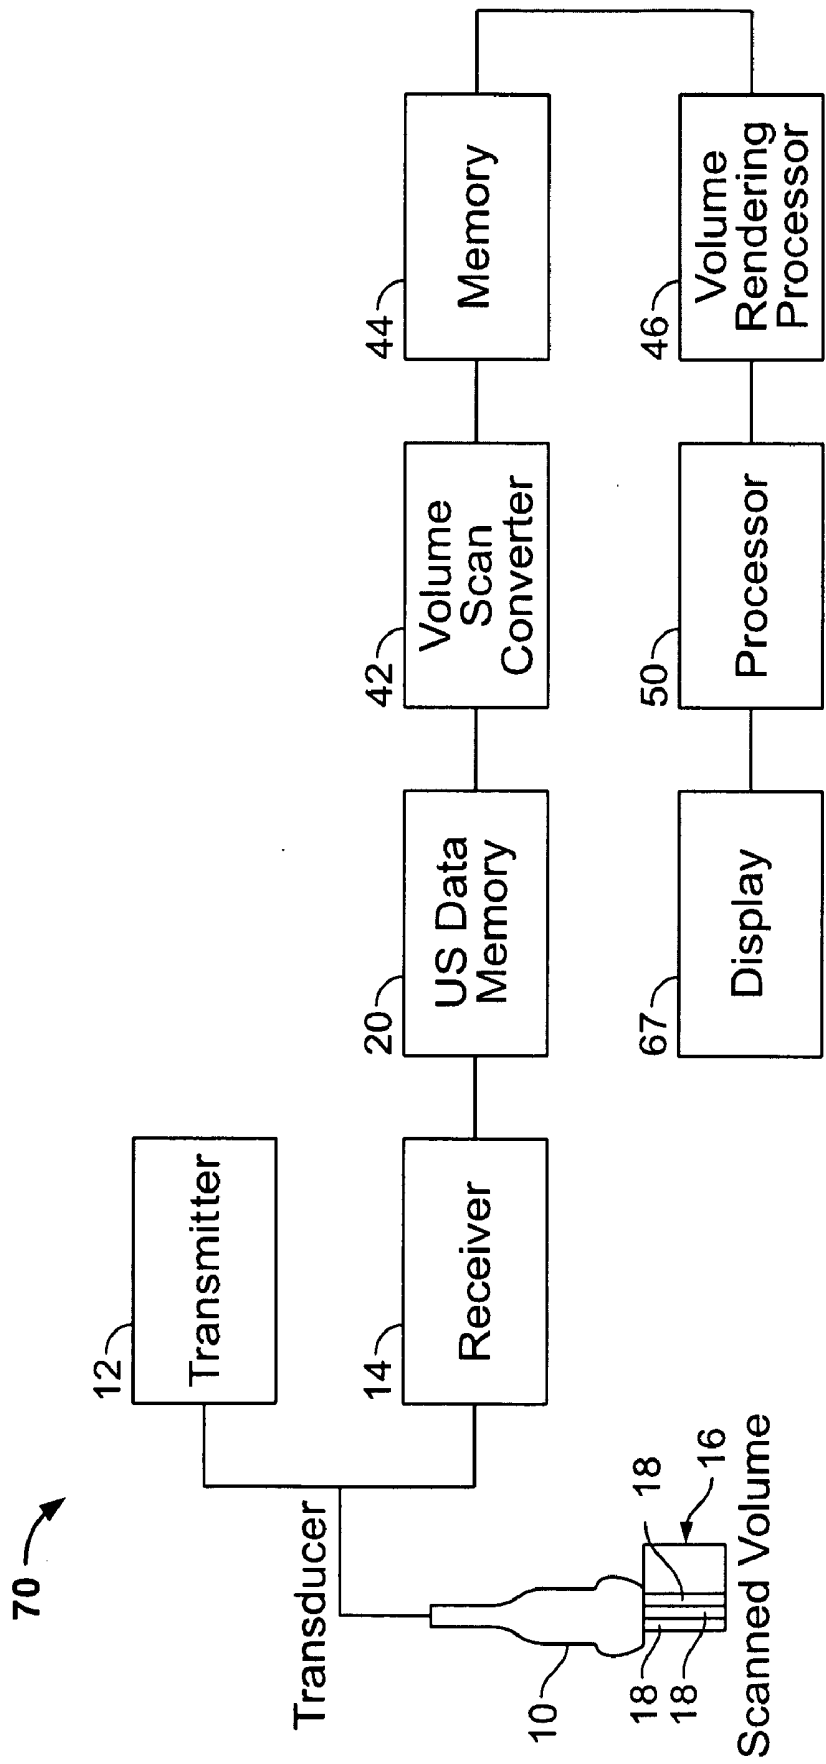 70
12
Transmitter
Transducer
14
Receiver
20
US Data
Memory
42
Volume
Scan
Converter
44
Memory
10
18
18
18
16
Scanned Volume
67
Display
50
Processor
46
Volume
Rendering
Processor